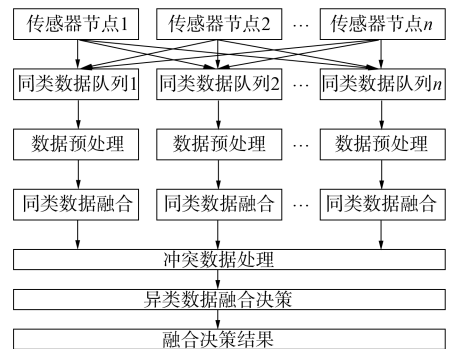 传感器节点1 传感器节点2 … 传感器节点n
同类数据队列1 同类数据队列2 … 同类数据队列n
数据预处理 数据预处理 … 数据预处理
同类数据融合 同类数据融合 … 同类数据融合
冲突数据处理
异类数据融合决策
融合决策结果